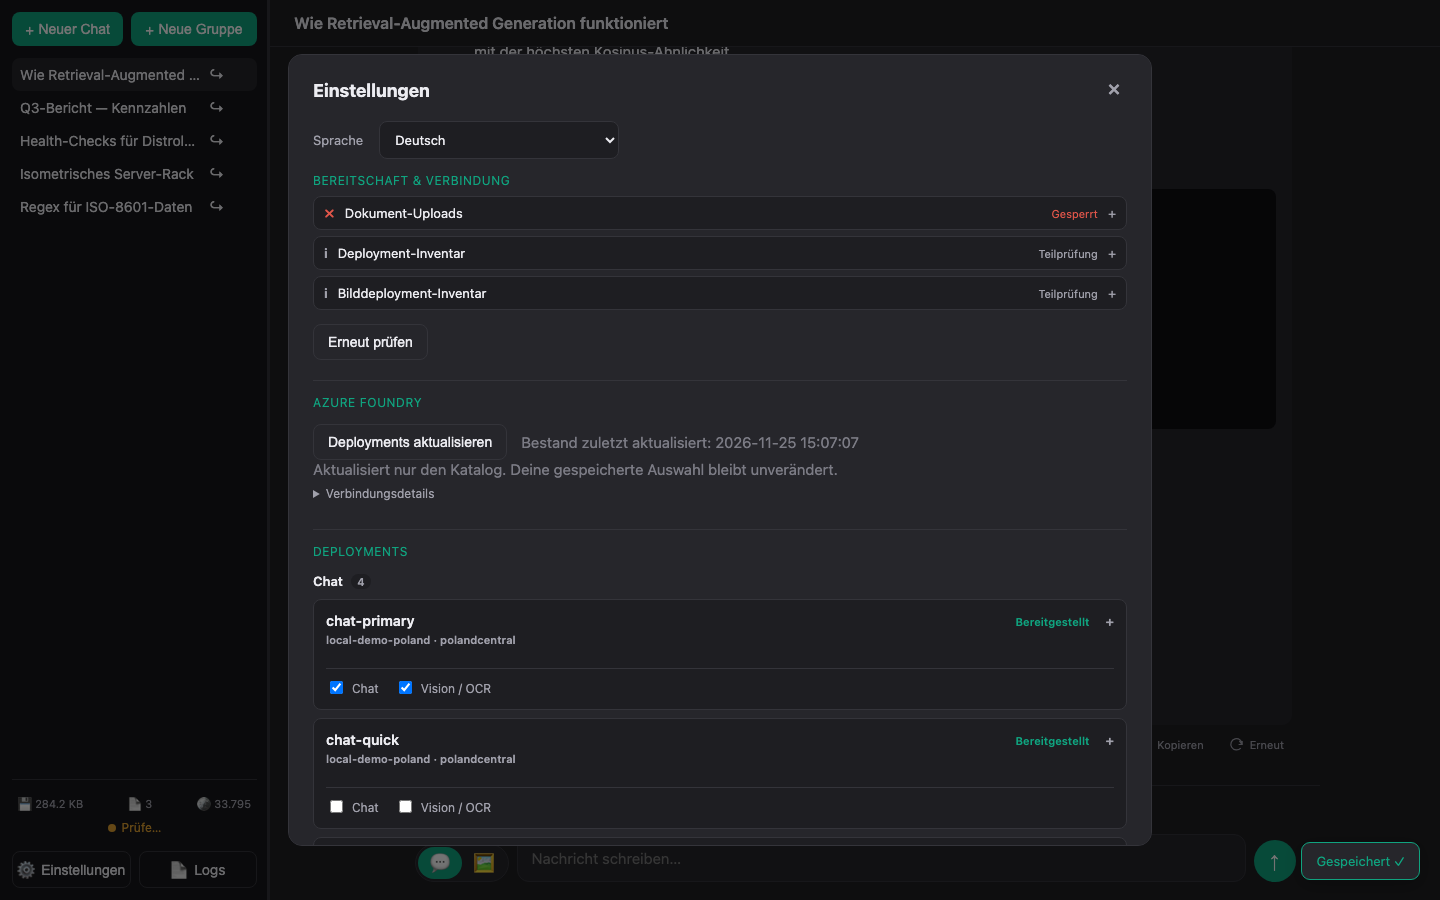 + Neuer Chat
+ Neue Gruppe
Wie Retrieval-Augmented ...
Q3-Bericht — Kennzahlen
Health-Checks für Distrol...
Isometrisches Server-Rack
Regex für ISO-8601-Daten
284.2 KB
3
33.795
Prüfe...
Einstellungen
Logs
Wie Retrieval-Augmented Generation funktioniert
mit der höchsten Kosinus-Ähnlichkeit
Einstellungen
Sprache
Deutsch
BEREITSCHAFT & VERBINDUNG
Dokument-Uploads
Gesperrt +
i Deployment-Inventar
Teilprüfung +
i Bilddeployment-Inventar
Teilprüfung +
Erneut prüfen
AZURE FOUNDRY
Deployments aktualisieren
Bestand zuletzt aktualisiert: 2026-11-25 15:07:07
Aktualisiert nur den Katalog. Deine gespeicherte Auswahl bleibt unverändert.
Verbindungsdetails
DEPLOYMENTS
Chat 4
chat-primary
Bereitgestellt +
local-demo-poland · polandcentral
Chat
Vision / OCR
chat-quick
Bereitgestellt +
local-demo-poland · polandcentral
Chat
Vision / OCR
Kopieren
Erneut
Nachricht schreiben...
Gespeichert ✓